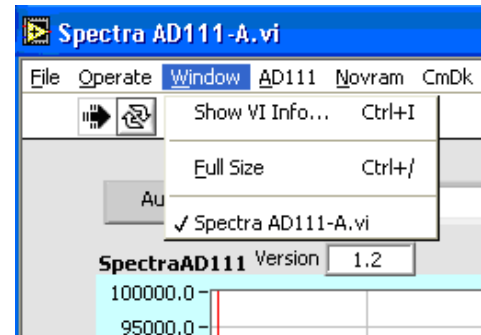 Spectra AD111-A.vi
File Operate Window AD111 Novram CmDk
Show VI Info... Ctrl+I
Full Size Ctrl+/
Au
✓ Spectra AD111-A.vi
SpectraAD111 Version 1.2
100000.0
95000.0